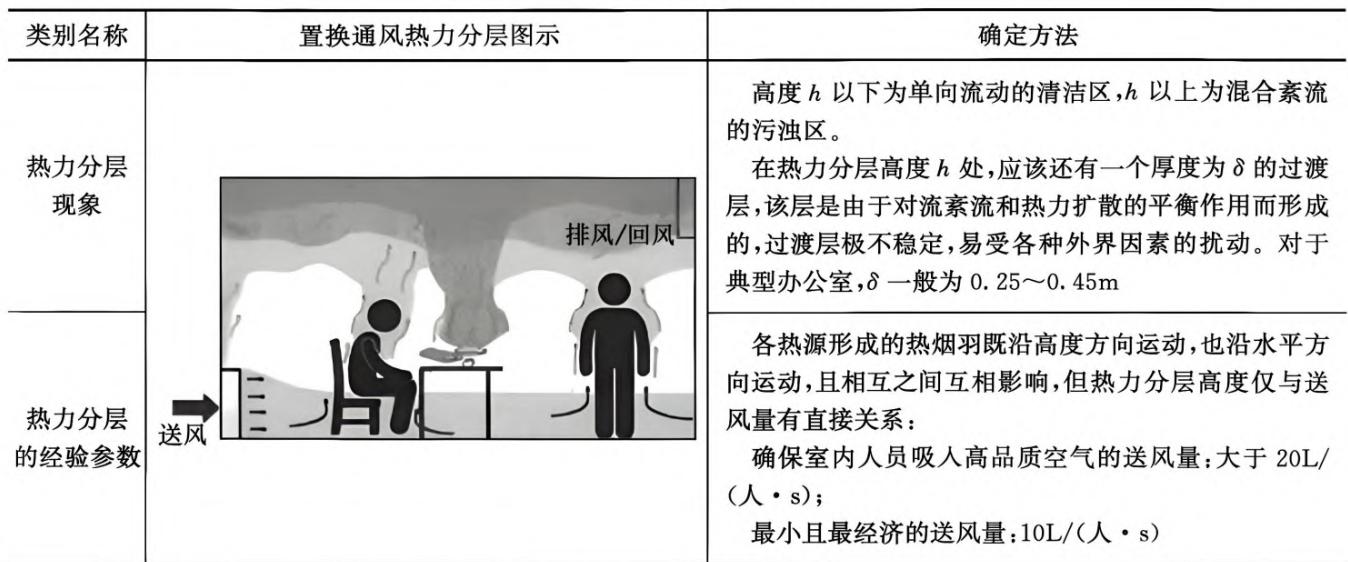 类别名称
置换通风热力分层图示
确定方法
热力分层
现象
高度 h 以下为单向流动的清洁区,h 以上为混合紊流
的污浊区。
在热力分层高度 h 处,应该还有一个厚度为 δ 的过渡
层,该层是由于对流紊流和热力扩散的平衡作用而形成
的,过渡层极不稳定,易受各种外界因素的扰动。对于
典型办公室,δ 一般为 0.25～0.45m
排风/回风
送风
热力分层
的经验参数
各热源形成的热烟羽既沿高度方向运动,也沿水平方
向运动,且相互之间互相影响,但热力分层高度仅与送
风量有直接关系:
确保室内人员吸人高品质空气的送风量:大于 20L/
(人·s);
最小且最经济的送风量:10L/(人·s)